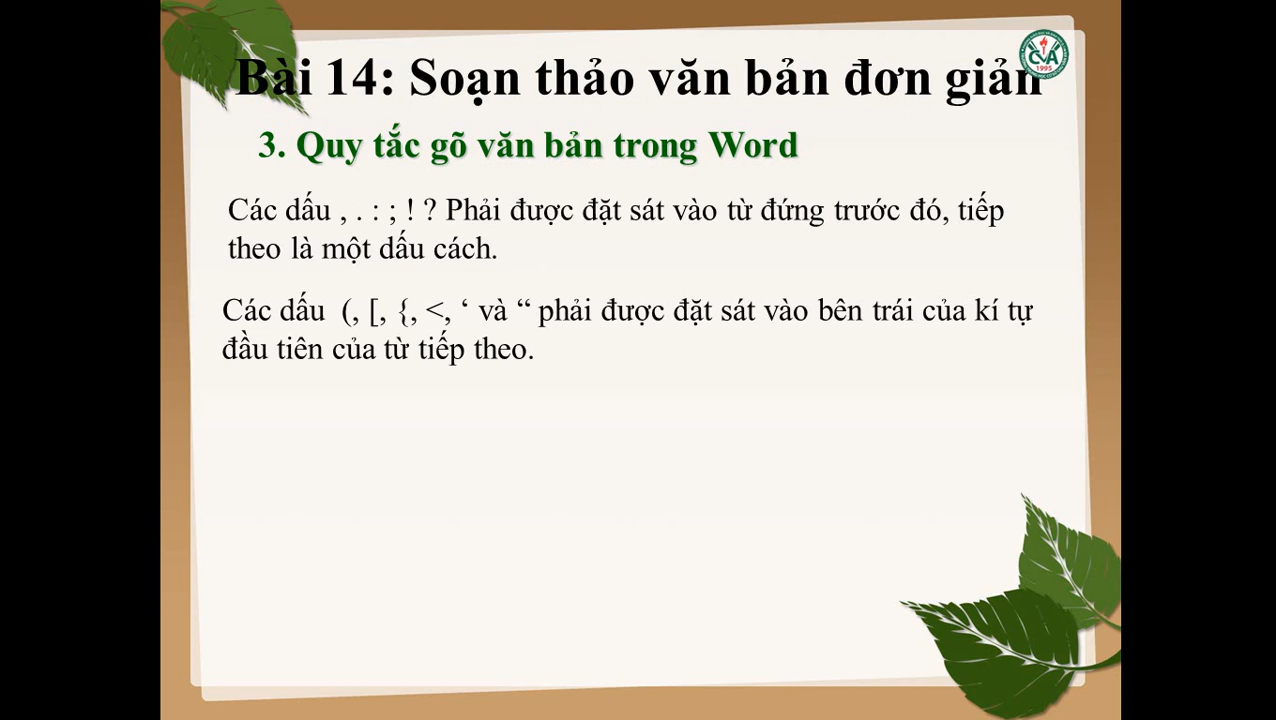 Bài 14: Soạn thảo văn bản đơn giản
CVA
1995
3. Quy tắc gõ văn bản trong Word
Các dấu , . : ; ! ? Phải được đặt sát vào từ đứng trước đó, tiếp
theo là một dấu cách.
Các dấu  (, [, {, <, ‘ và “ phải được đặt sát vào bên trái của kí tự
đầu tiên của từ tiếp theo.